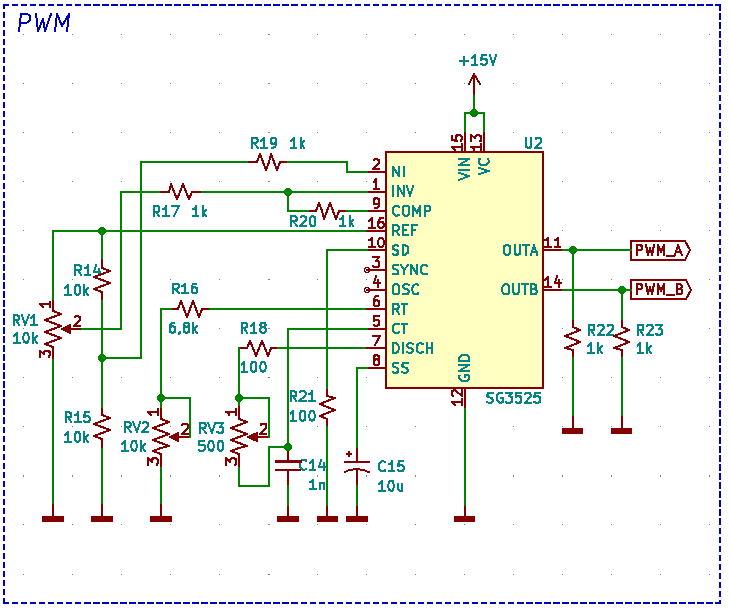 PWM
+15V
R19 1k
15
13
U2
2
NI
VIN
VC
1
INV
R17 1k
R20 1k
9
COMP
16
REF
10
SD
OUTA
11
PWM_A
R14
10k
3
SYNC
4
OSC
OUTB
14
PWM_B
R16
6,8k
6
RT
1
RV1
10k
2
3
5
CT
R18
100
7
DISCH
R22
1k
R23
1k
8
SS
GND
12
SG3525
R21
100
R15
10k
1
RV2
10k
2
3
1
RV3
500
2
3
C14
1n
+
C15
10u